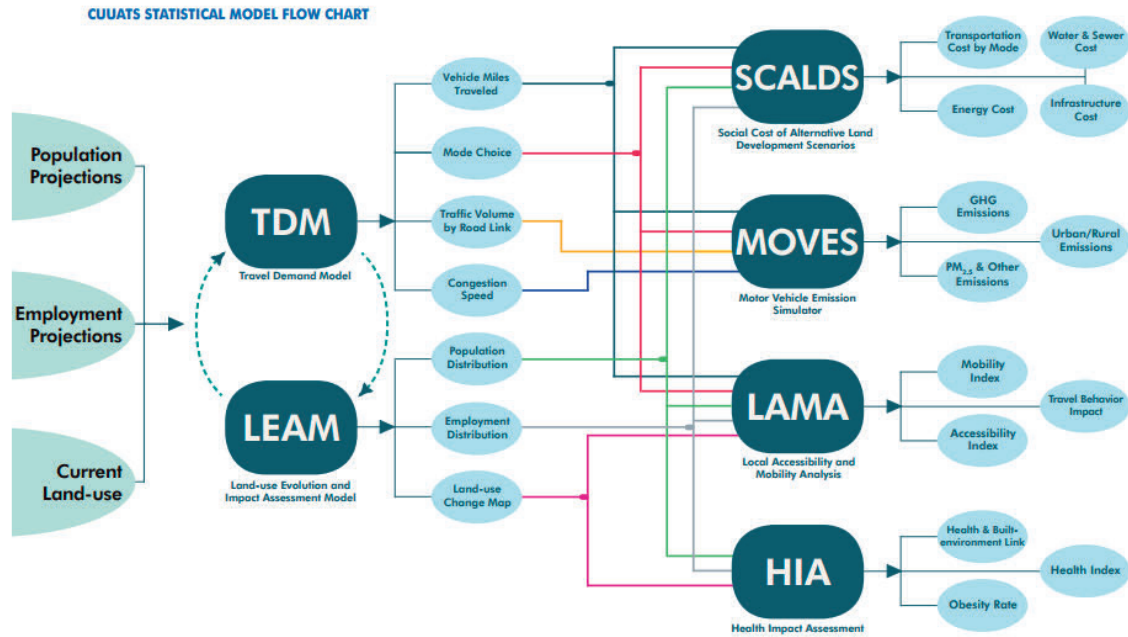 CUUATS STATISTICAL MODEL FLOW CHART
Population
Projections
Employment
Projections
Current
Land-use
TDM
Travel Demand Model
LEAM
Land-use Evolution and
Impact Assessment Model
Vehicle Miles
Traveled
Mode Choice
Traffic Volume
by Road Link
Congestion
Speed
Population
Distribution
Employment
Distribution
Land-use
Change Map
SCALDS
Social Cost of Alternative Land
Development Scenarios
MOVES
Motor Vehicle Emission
Simulator
LAMA
Local Accessibility and
Mobility Analysis
HIA
Health Impact Assessment
Transportation
Cost by Mode
Water & Sewer
Cost
Energy Cost
Infrastructure
Cost
GHG
Emissions
Urban/Rural
Emissions
PM2.5 & Other
Emissions
Mobility
Index
Travel Behavior
Impact
Accessibility
Index
Health & Built-
environment Link
Health Index
Obesity Rate